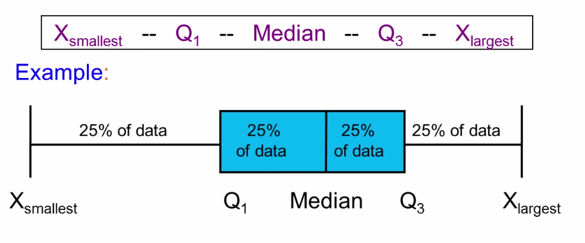 Xsmallest -- Q1 -- Median -- Q3 -- Xlargest
Example:
25% of data 25% of data 25% of data 25% of data
Xsmallest Q1 Median Q3 Xlargest